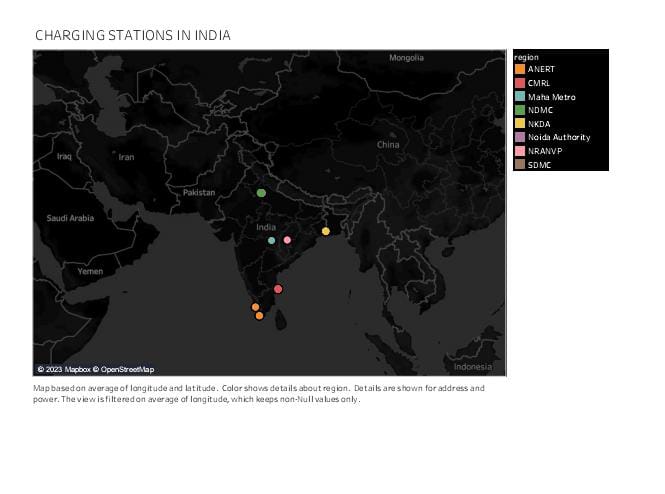 CHARGING STATIONS IN INDIA
Mongolia
China
Iraq
Iran
Pakistan
Saudi Arabia
India
Yemen
Indonesia
© 2023 Mapbox © OpenStreetMap
region
ANERT
CMRL
Maha Metro
NDMC
NKDA
Noida Authority
NRANVP
SDMC
Map based on average of longitude and latitude. Color shows details about region. Details are shown for address and
power. The view is filtered on average of longitude, which keeps non-Null values only.